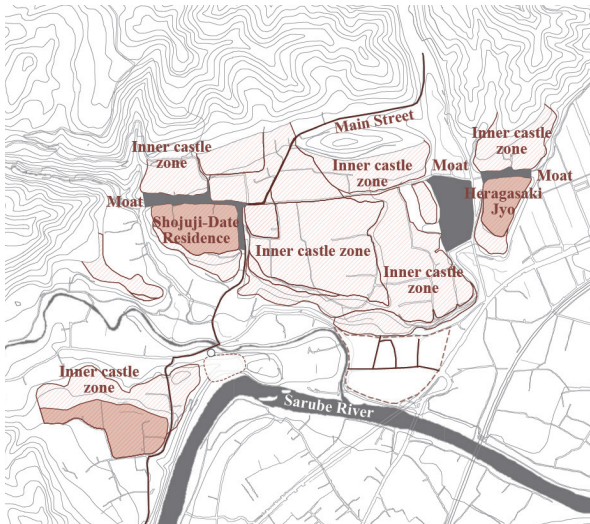 Main Street
Inner castle
zone
Inner castle
zone
Inner castle
zone
Moat
Moat
Moat
Heragasaki
Jyo
Shojuji-Date
Residence
Inner castle zone
Inner castle
zone
Inner castle
zone
Sarube River